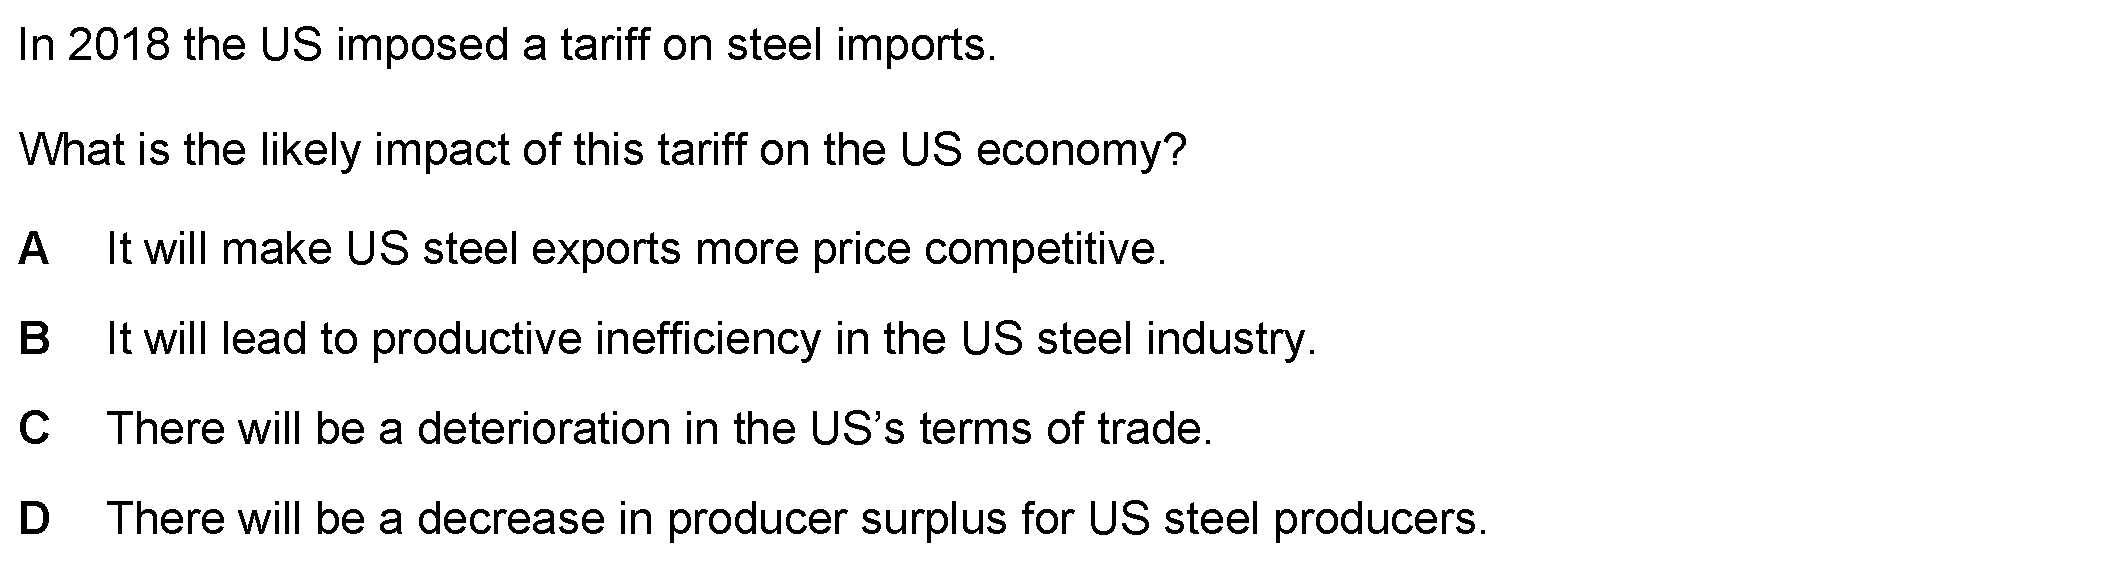 In 2018 the US imposed a tariff on steel imports.
What is the likely impact of this tariff on the US economy?
A It will make US steel exports more price competitive.
B It will lead to productive inefficiency in the US steel industry.
C There will be a deterioration in the US’s terms of trade.
D There will be a decrease in producer surplus for US steel producers.